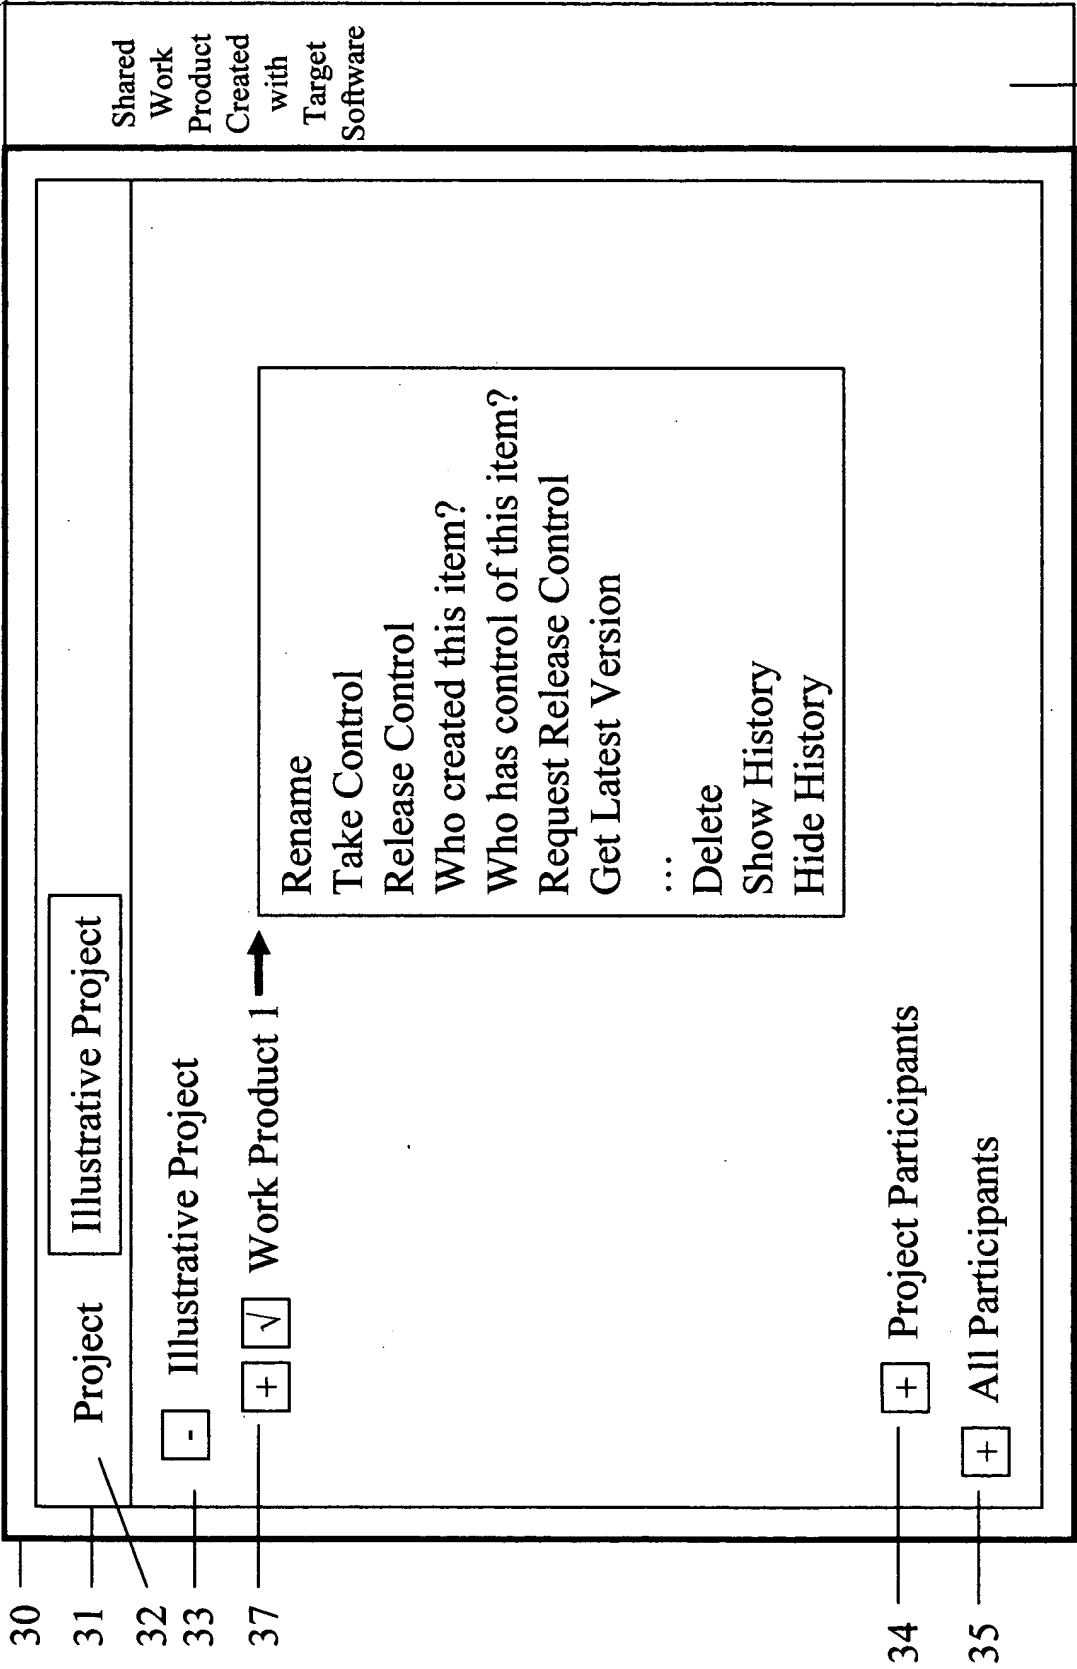 30
31
32
33
37
34
35
Project
Illustrative Project
- Illustrative Project
+ √ Work Product 1
Rename
Take Control
Release Control
Who created this item?
Who has control of this item?
Request Release Control
Get Latest Version
...
Delete
Show History
Hide History
+ Project Participants
+ All Participants
Shared
Work
Product
Created
with
Target
Software